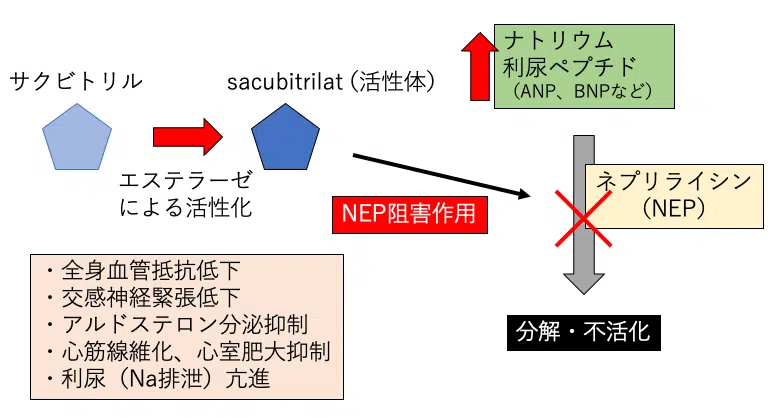 サクビトリル
sacubitrilat (活性体)
ナトリウム
利尿ペプチド
（ANP、BNPなど）
エステラーゼ
による活性化
NEP阻害作用
ネプリライシン
（NEP）
分解・不活化
・全身血管抵抗低下
・交感神経緊張低下
・アルドステロン分泌抑制
・心筋線維化、心室肥大抑制
・利尿（Na排泄）亢進